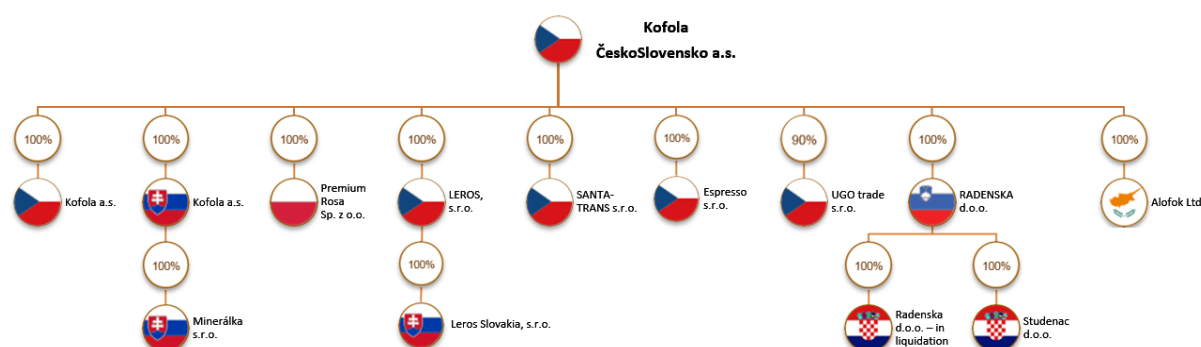 Kofola
ČeskoSlovensko a.s.
100%
100%
100%
100%
100%
100%
90%
100%
100%
Kofola a.s.
Kofola a.s.
Premium
Rosa
Sp. z o.o.
LEROS,
s.r.o.
SANTA-
TRANS s.r.o.
Espresso
s.r.o.
UGO trade
s.r.o.
RADENSKA
d.o.o.
Alofok Ltd
100%
100%
100%
100%
Minerálka
s.r.o.
Leros Slovakia, s.r.o.
Radenska
d.o.o. – in
liquidation
Studenac
d.o.o.